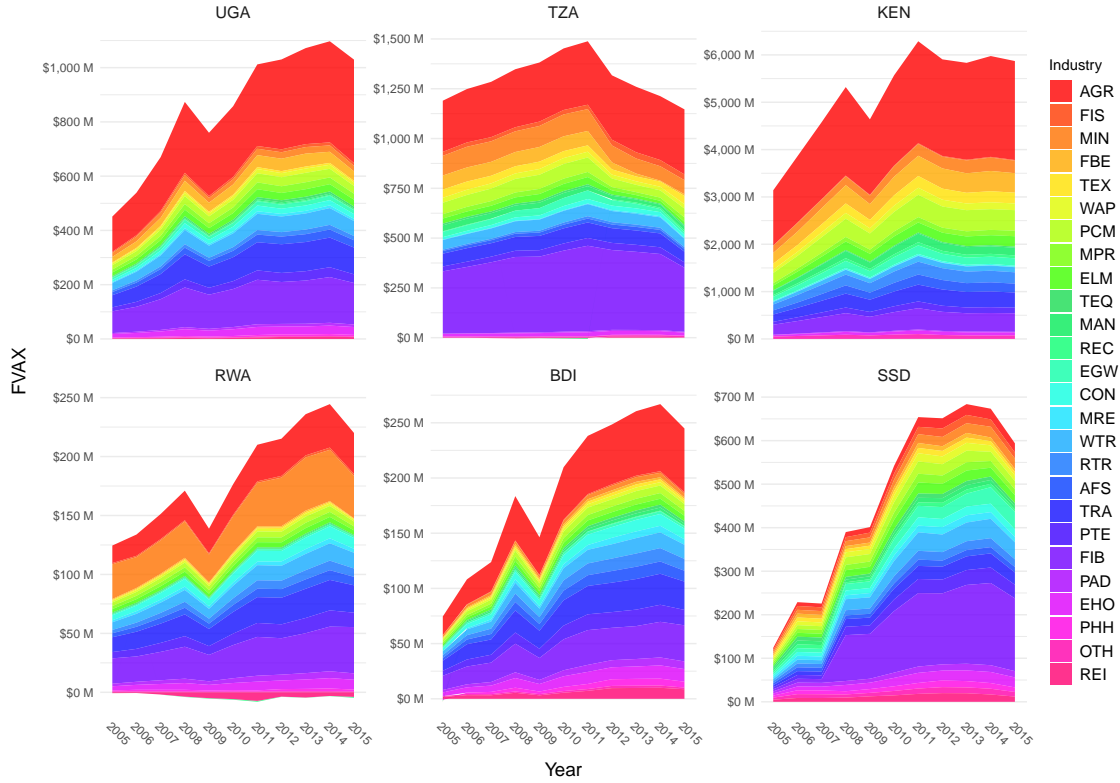 UGA
TZA
KEN
$1,000 M
$800 M
$600 M
$400 M
$200 M
$0 M
$1,500 M
$1,250 M
$1,000 M
$750 M
$500 M
$250 M
$0 M
$6,000 M
$5,000 M
$4,000 M
$3,000 M
$2,000 M
$1,000 M
$0 M
FVAX
RWA
BDI
SSD
$250 M
$200 M
$150 M
$100 M
$50 M
$0 M
$250 M
$200 M
$150 M
$100 M
$50 M
$0 M
$700 M
$600 M
$500 M
$400 M
$300 M
$200 M
$100 M
$0 M
2005 2006 2007 2008 2009 2010 2011 2012 2013 2014 2015
2005 2006 2007 2008 2009 2010 2011 2012 2013 2014 2015
2005 2006 2007 2008 2009 2010 2011 2012 2013 2014 2015
Year
Industry
AGR
FIS
MIN
FBE
TEX
WAP
PCM
MPR
ELM
TEQ
MAN
REC
EGW
CON
MRE
WTR
RTR
AFS
TRA
PTE
FIB
PAD
EHO
PHH
OTH
REI